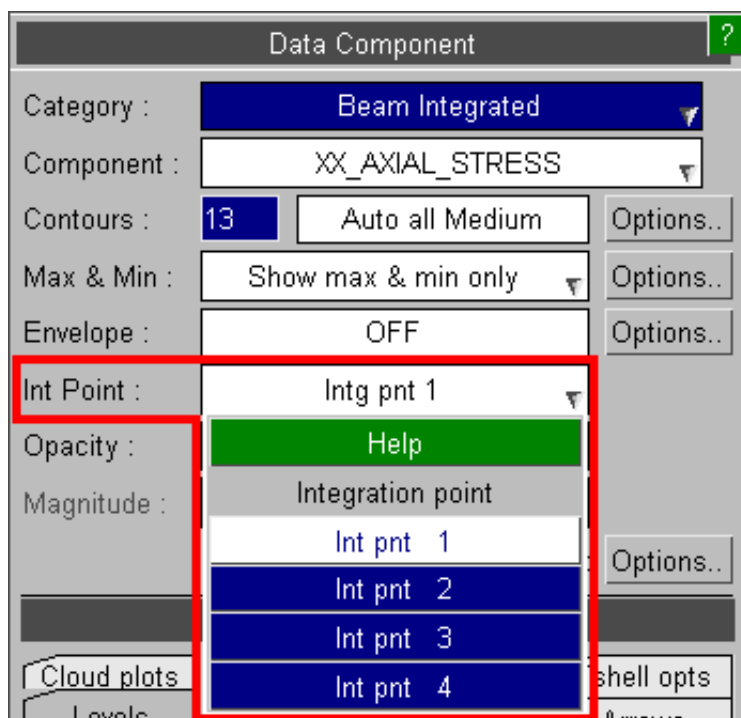 Data Component ?
Category : Beam Integrated
Component : XX_AXIAL_STRESS
Contours : 13 Auto all Medium Options..
Max & Min : Show max & min only Options..
Envelope : OFF Options..
Int Point : Intg pnt 1
Opacity : Help
Magnitude : Integration point
Int pnt 1
Options..
Int pnt 2
Int pnt 3
Cloud plots Int pnt 4 shell opts
Levels